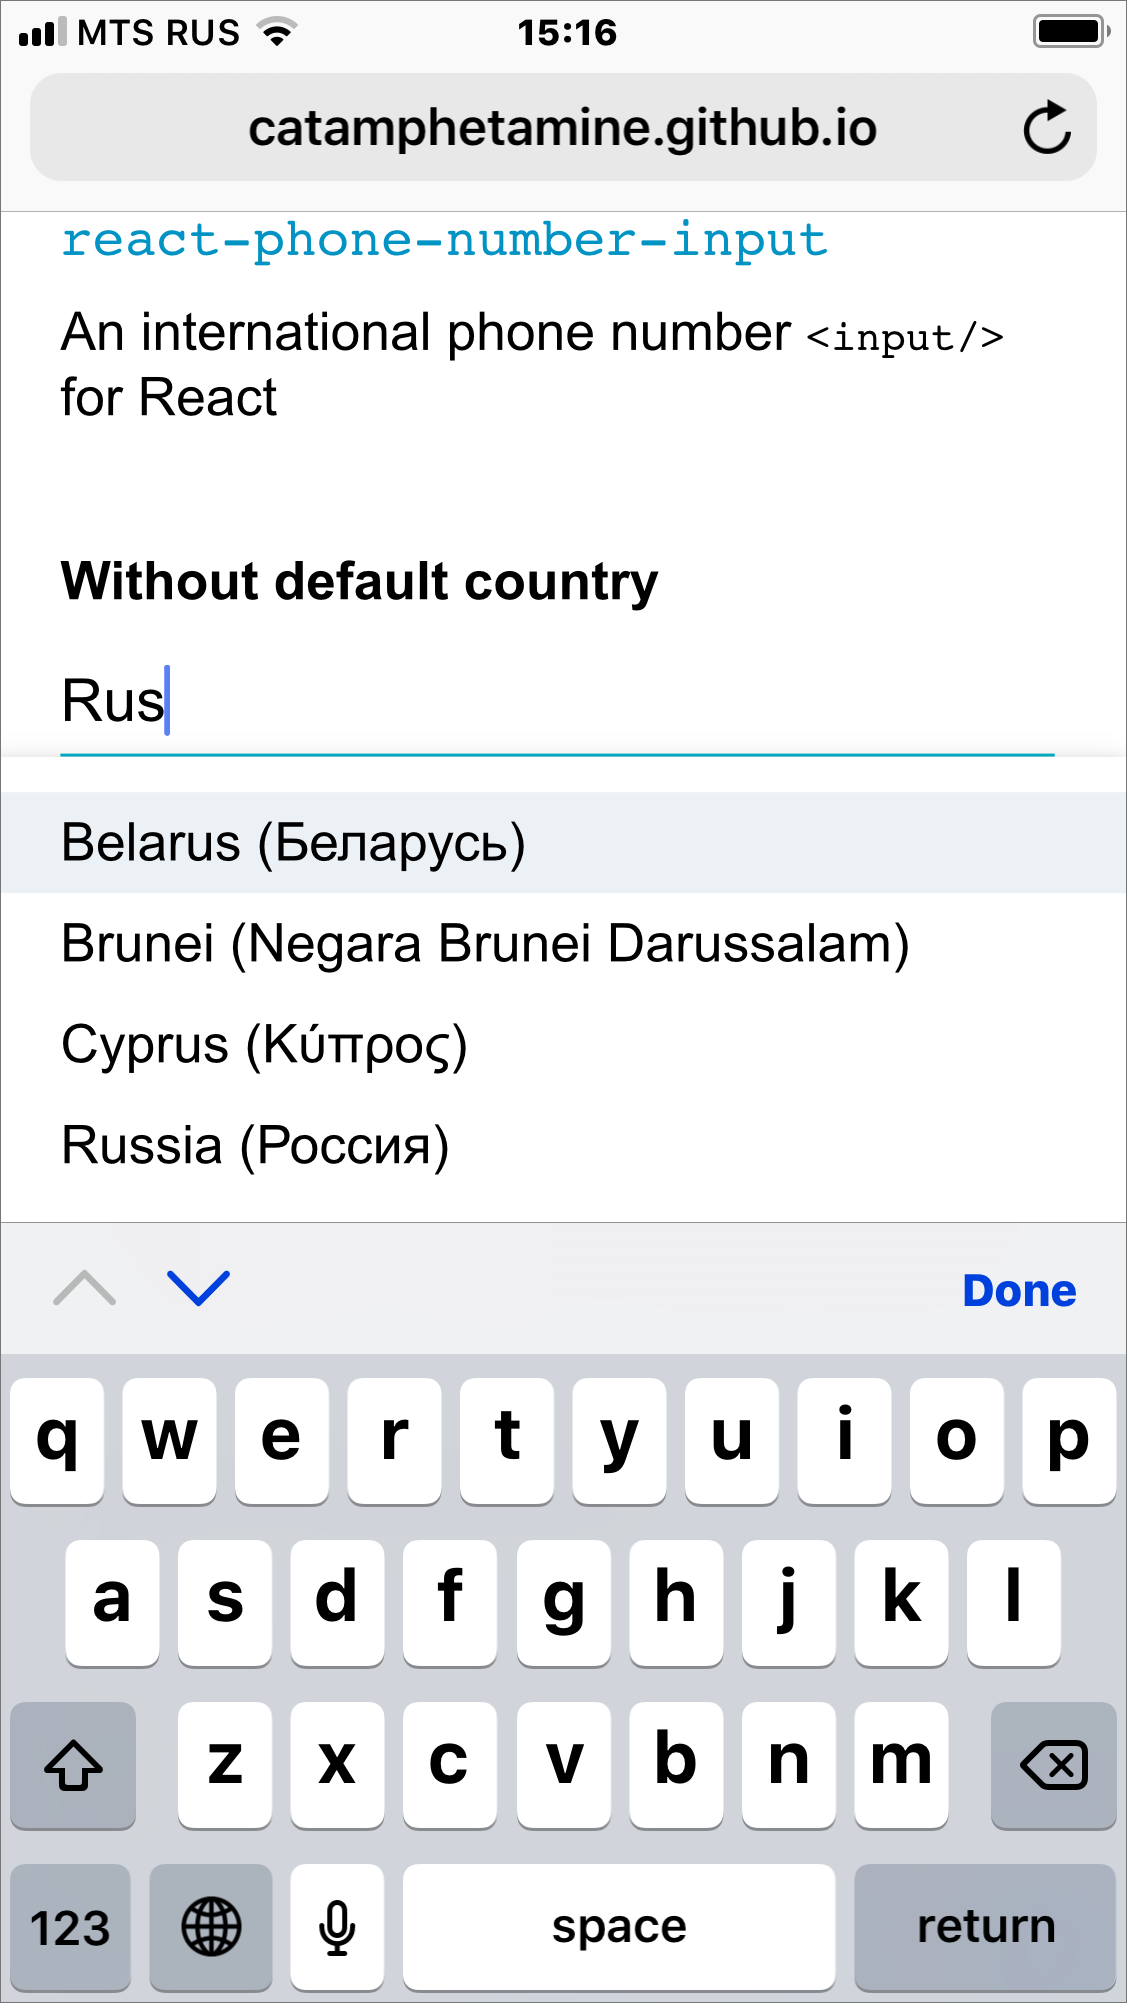 MTS RUS 15:16
catamphetamine.github.io
react-phone-number-input
An international phone number <input/>
for React
Without default country
Rus
Belarus (Беларусь)
Brunei (Negara Brunei Darussalam)
Cyprus (Κύπρος)
Russia (Россия)
Done
q w e r t y u i o p
a s d f g h j k l
z x c v b n m
123 space return